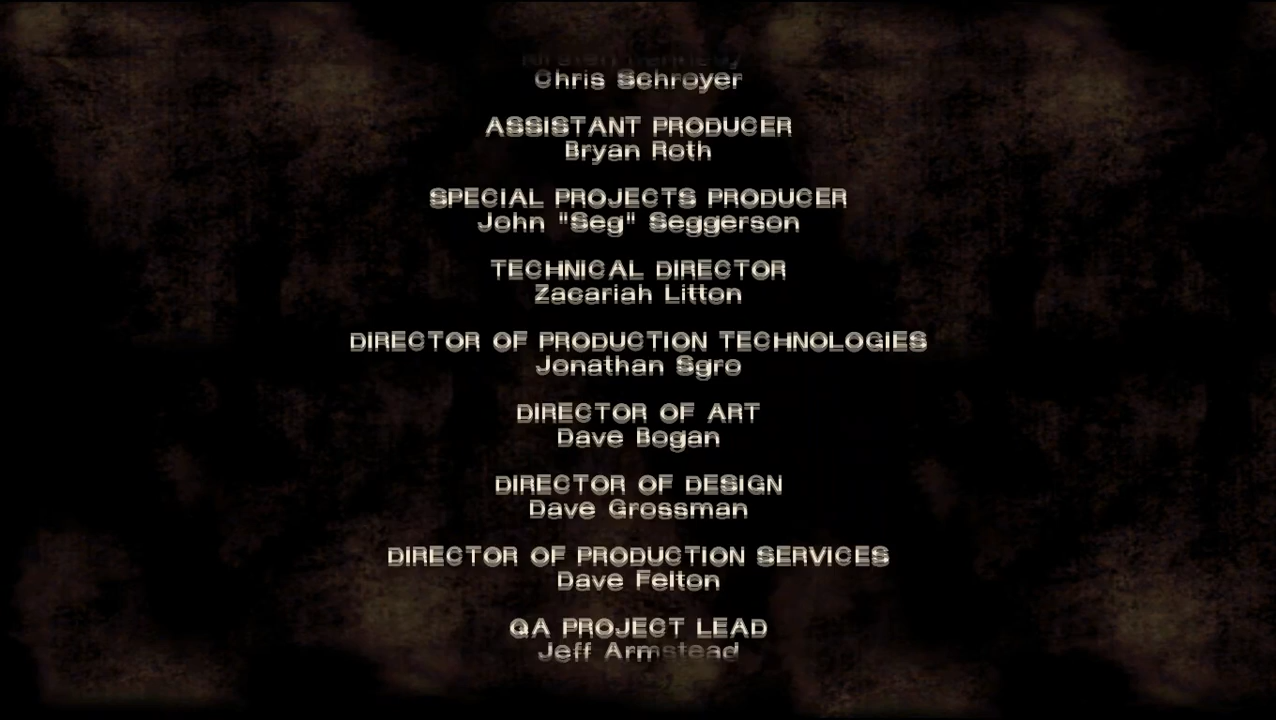 Chris Schroyer
ASSISTANT PRODUCER
Bryan Roth
SPECIAL PROJECTS PRODUCER
John "Seg" Seggerson
TECHNICAL DIRECTOR
Zacariah Litton
DIRECTOR OF PRODUCTION TECHNOLOGIES
Jonathan Sgro
DIRECTOR OF ART
Dave Bogan
DIRECTOR OF DESIGN
Dave Grossman
DIRECTOR OF PRODUCTION SERVICES
Dave Felton
QA PROJECT LEAD
Jeff Armstead